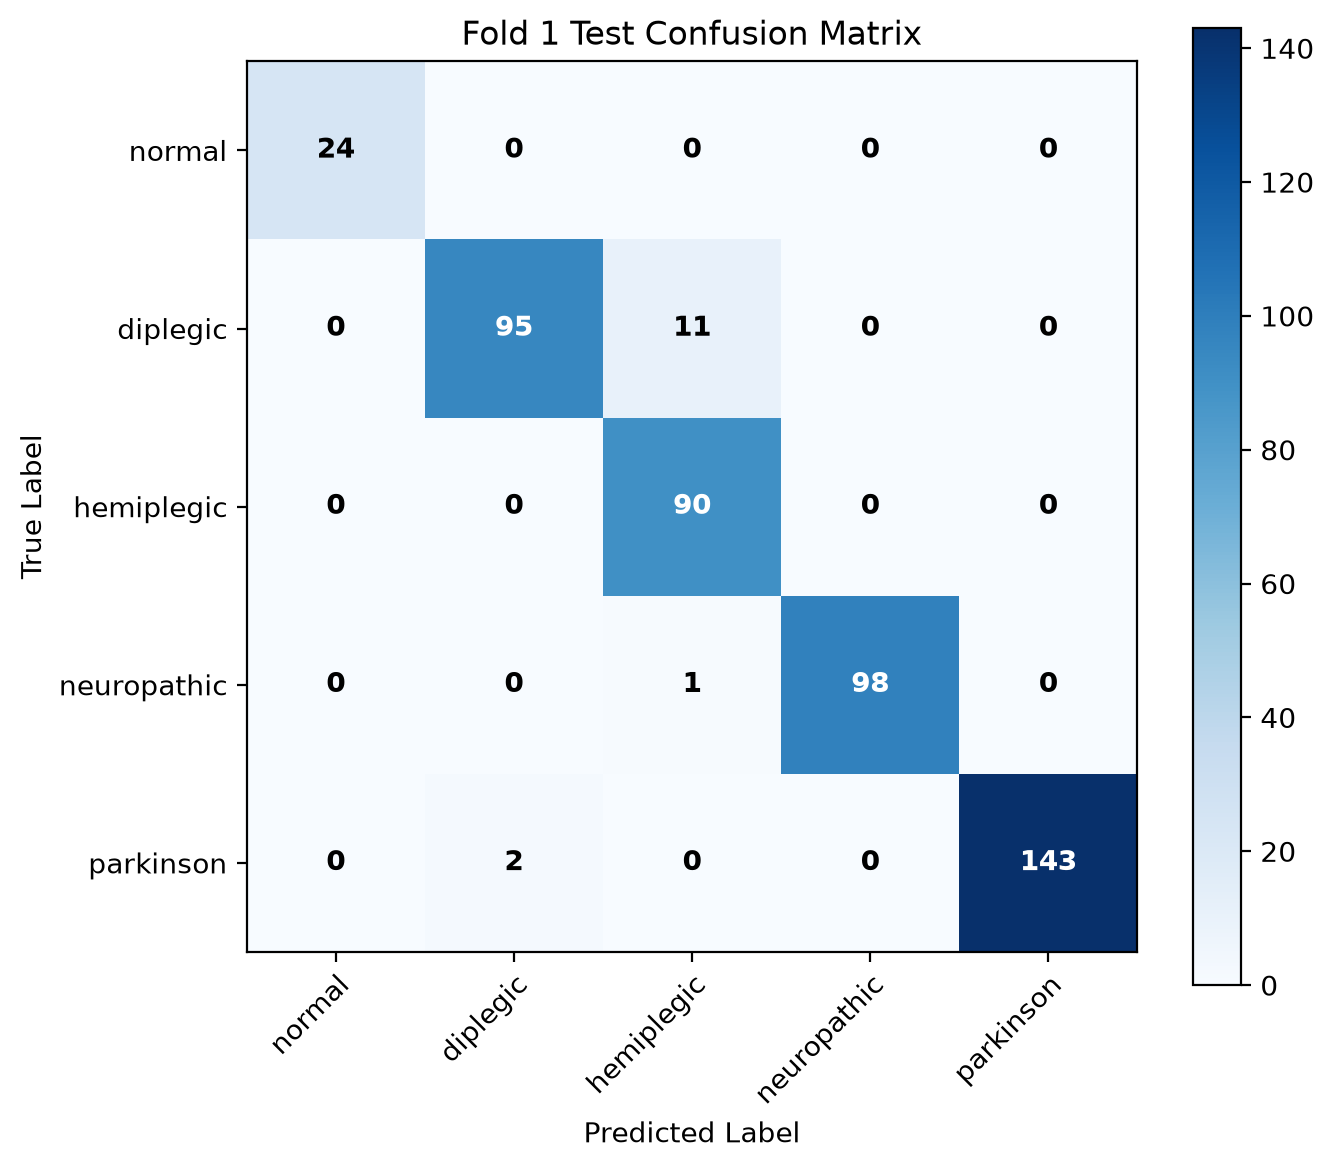 Fold 1 Test Confusion Matrix
True Label
normal 24 0 0 0 0
diplegic 0 95 11 0 0
hemiplegic 0 0 90 0 0
neuropathic 0 0 1 98 0
parkinson 0 2 0 0 143
normal diplegic hemiplegic neuropathic parkinson
Predicted Label
140
120
100
80
60
40
20
0